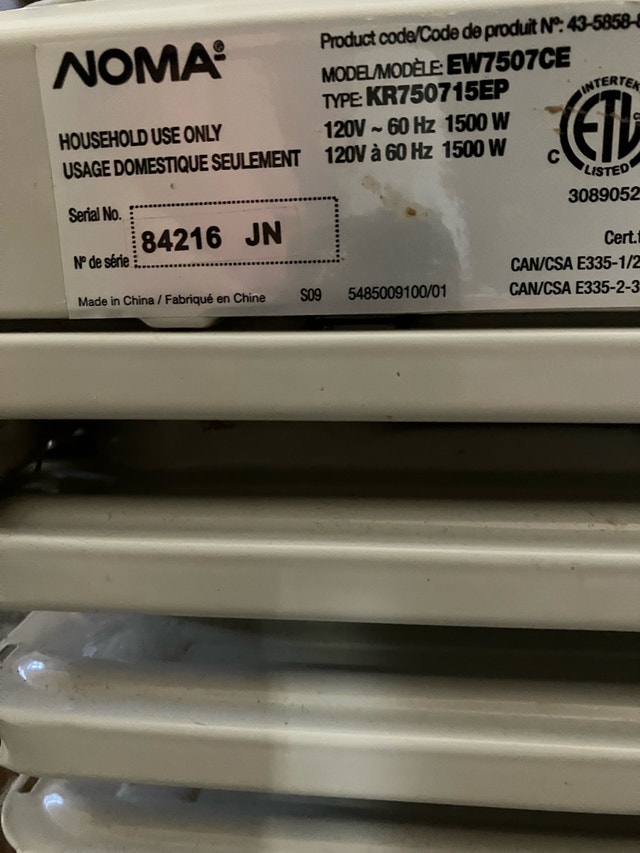 NOMA®
Product code/Code de produit Nº: 43-5858-
MODEL/MODÈLE: EW7507CE
TYPE: KR750715EP
HOUSEHOLD USE ONLY
USAGE DOMESTIQUE SEULEMENT
120V ~ 60 Hz 1500 W
120V à 60 Hz 1500 W
INTERTEK
C ETL C
LISTED
3089052
Serial No.
Nº de série
84216 JN
Cert.
CAN/CSA E335-1/2
CAN/CSA E335-2-3
Made in China / Fabriqué en Chine S09 5485009100/01